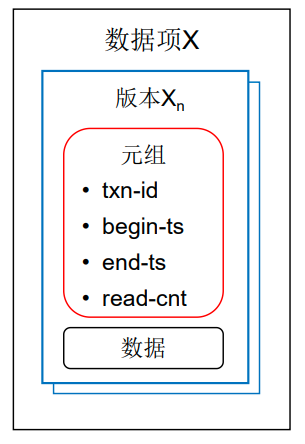 数据项X
版本Xn
元组
• txn-id
• begin-ts
• end-ts
• read-cnt
数据